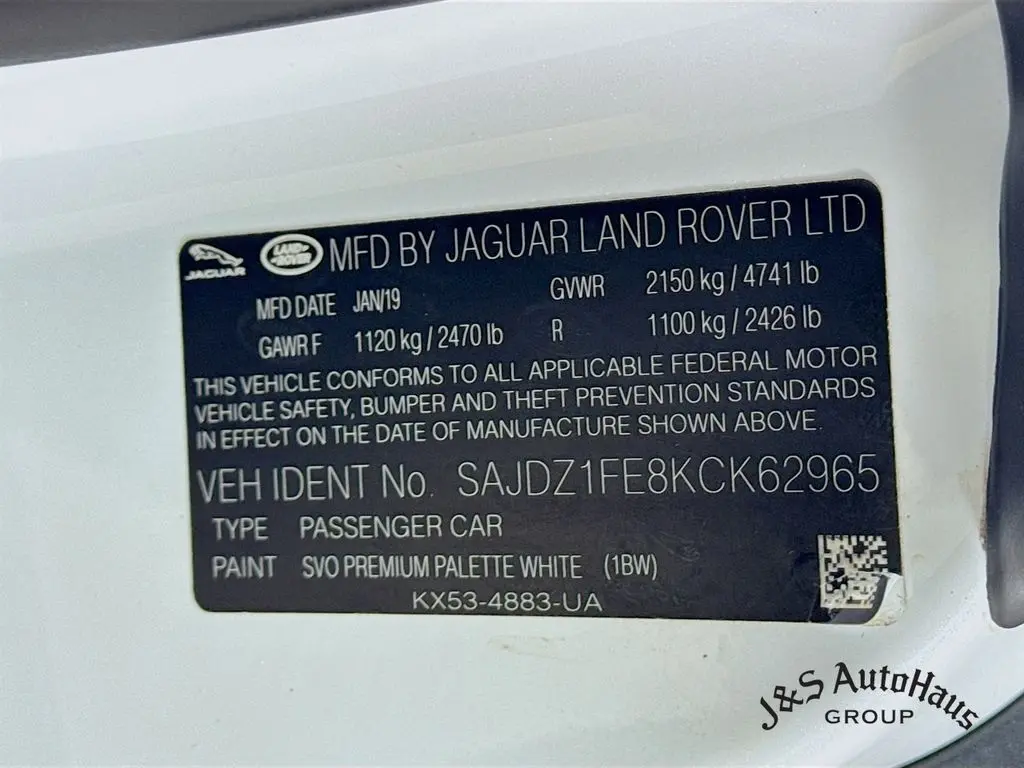 JAGUAR
LAND ROVER
MFD BY JAGUAR LAND ROVER LTD
MFD DATE JAN/19 GVWR 2150 kg / 4741 lb
GAWR F 1120 kg / 2470 lb R 1100 kg / 2426 lb
THIS VEHICLE CONFORMS TO ALL APPLICABLE FEDERAL MOTOR
VEHICLE SAFETY, BUMPER AND THEFT PREVENTION STANDARDS
IN EFFECT ON THE DATE OF MANUFACTURE SHOWN ABOVE.
VEH IDENT No. SAJDZ1FE8KCK62965
TYPE PASSENGER CAR
PAINT SVO PREMIUM PALETTE WHITE (1BW)
KX53-4883-UA
J&S AutoHaus
GROUP